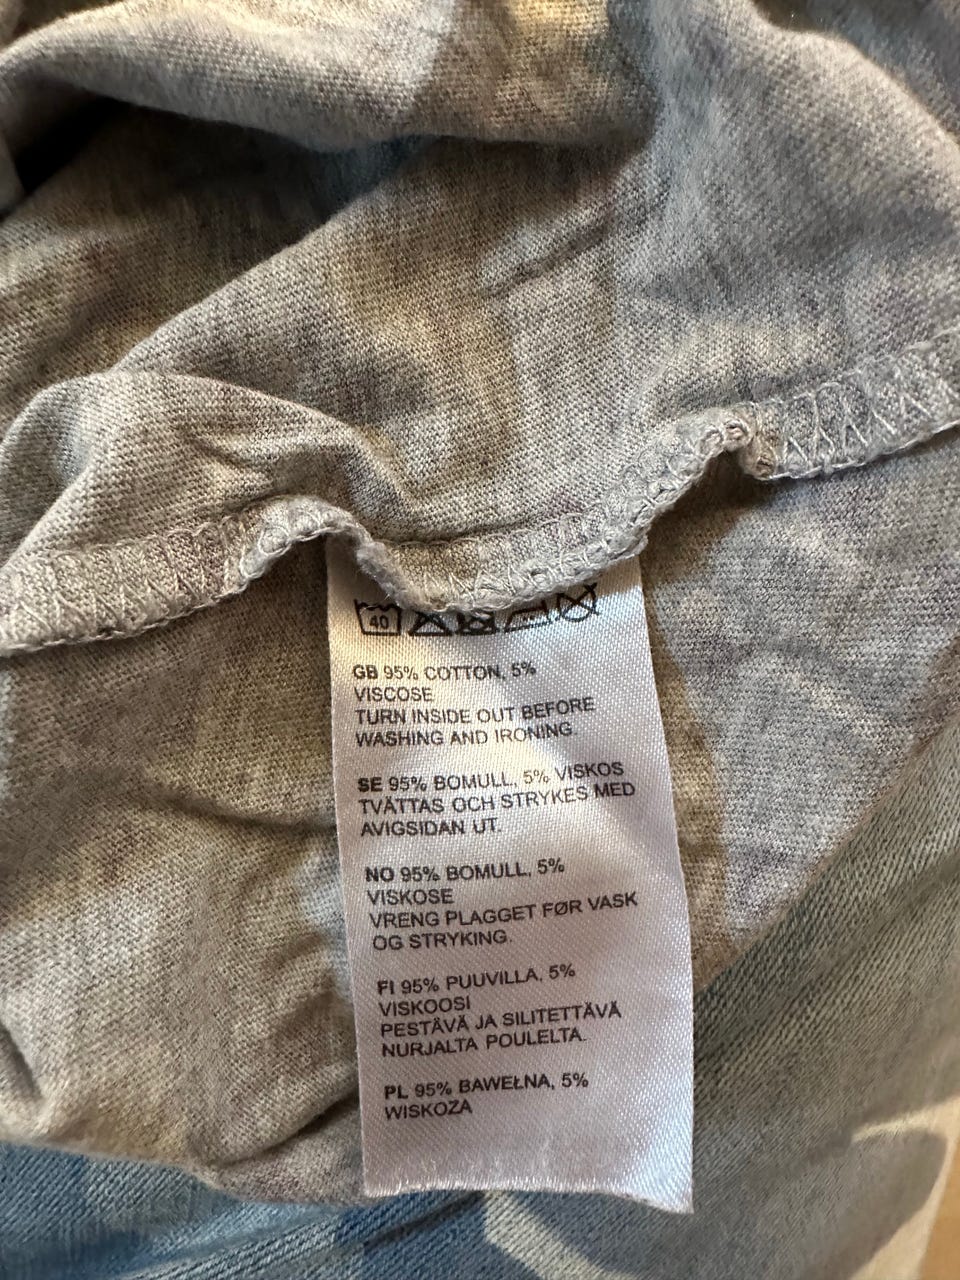 40
GB 95% COTTON, 5%
VISCOSE
TURN INSIDE OUT BEFORE
WASHING AND IRONING.
SE 95% BOMULL, 5% VISKOS
TVÄTTAS OCH STRYKES MED
AVIGSIDAN UT.
NO 95% BOMULL, 5%
VISKOSE
VRENG PLAGGET FØR VASK
OG STRYKING.
FI 95% PUUVILLA, 5%
VISKOOSI
PESTÄVÄ JA SILITETTÄVÄ
NURJALTA POULELTA.
PL 95% BAWEŁNA, 5%
WISKOZA